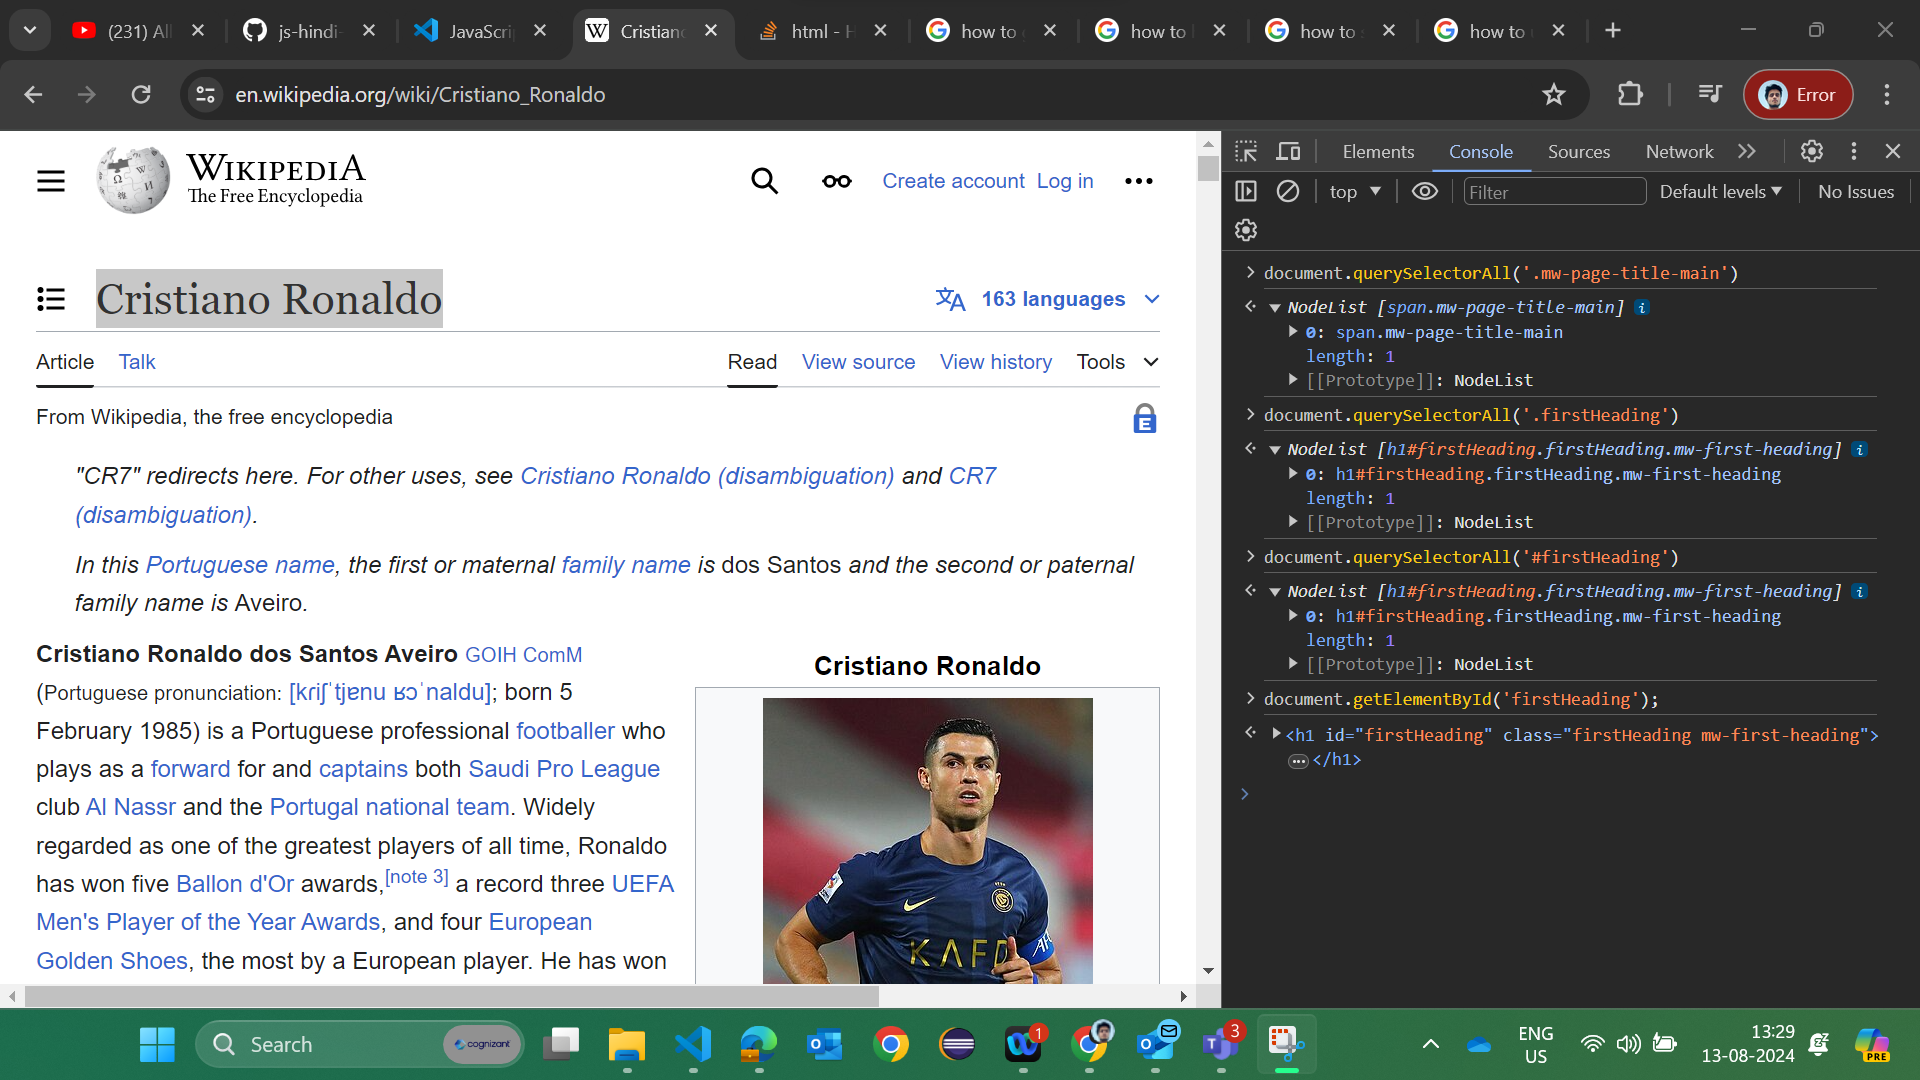 (231) All
js-hindi-
JavaScrip
Cristiano
html - H
how to g
how to l
how to s
how to
en.wikipedia.org/wiki/Cristiano_Ronaldo
Error
WIKIPEDIA
The Free Encyclopedia
Create account Log in
Cristiano Ronaldo
163 languages
Article Talk
Read View source View history Tools
From Wikipedia, the free encyclopedia
E
"CR7" redirects here. For other uses, see Cristiano Ronaldo (disambiguation) and CR7
(disambiguation).
In this Portuguese name, the first or maternal family name is dos Santos and the second or paternal
family name is Aveiro.
Cristiano Ronaldo dos Santos Aveiro GOIH ComM
(Portuguese pronunciation: [kɾiʃˈtjɐnu ʁɔˈnaldu]; born 5
February 1985) is a Portuguese professional footballer who
plays as a forward for and captains both Saudi Pro League
club Al Nassr and the Portugal national team. Widely
regarded as one of the greatest players of all time, Ronaldo
has won five Ballon d'Or awards,[note 3] a record three UEFA
Men's Player of the Year Awards, and four European
Golden Shoes, the most by a European player. He has won
Cristiano Ronaldo
KAFD
AFC
Elements Console Sources Network
top Filter Default levels No Issues
document.querySelectorAll('.mw-page-title-main')
NodeList [span.mw-page-title-main] i
0: span.mw-page-title-main
length: 1
[[Prototype]]: NodeList
document.querySelectorAll('.firstHeading')
NodeList [h1#firstHeading.firstHeading.mw-first-heading] i
0: h1#firstHeading.firstHeading.mw-first-heading
length: 1
[[Prototype]]: NodeList
document.querySelectorAll('#firstHeading')
NodeList [h1#firstHeading.firstHeading.mw-first-heading] i
0: h1#firstHeading.firstHeading.mw-first-heading
length: 1
[[Prototype]]: NodeList
document.getElementById('firstHeading');
<h1 id="firstHeading" class="firstHeading mw-first-heading">
…</h1>
Search
cognizant
1
3
ENG
US
13:29
13-08-2024
PRE